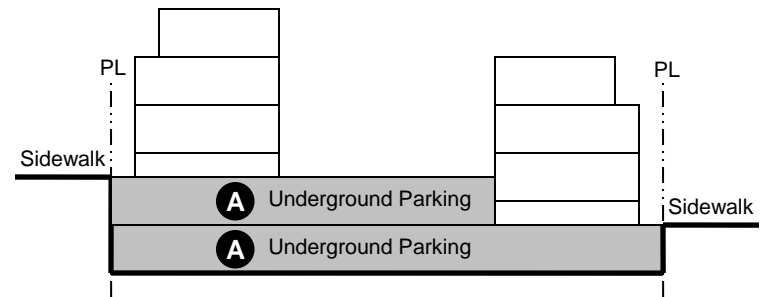 PL
PL
Sidewalk
A Underground Parking
Sidewalk
A Underground Parking